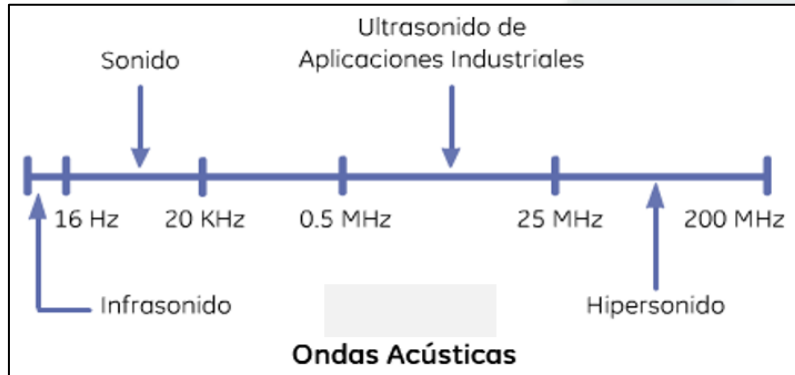 Ultrasonido de
Aplicaciones Industriales
Sonido
16 Hz
20 KHz
0.5 MHz
25 MHz
200 MHz
Infrasonido
Hipersonido
Ondas Acústicas